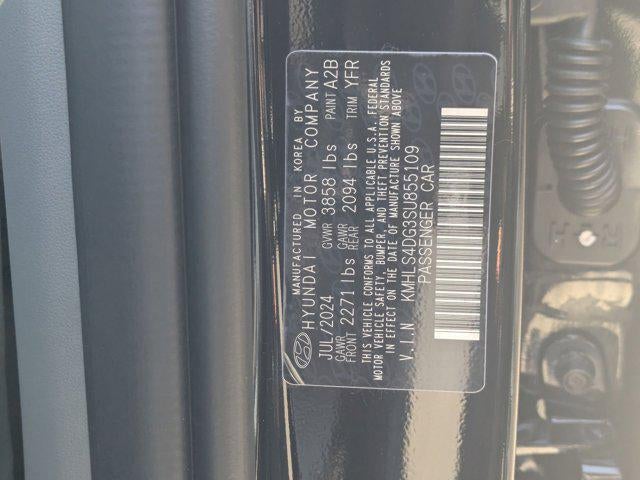 MANUFACTURED IN KOREA BY
HYUNDAI MOTOR COMPANY
JUL/2024 GVWR 3858 lbs PAINT A2B
GAWR FRONT 2271 lbs GAWR REAR 2094 lbs TRIM YFR
THIS VEHICLE CONFORMS TO ALL APPLICABLE U.S.A. FEDERAL
MOTOR VEHICLE SAFETY, BUMPER, AND THEFT PREVENTION STANDARDS
IN EFFECT ON THE DATE OF MANUFACTURE SHOWN ABOVE
V.I.N KMHLS4DG3SU855109
PASSENGER CAR